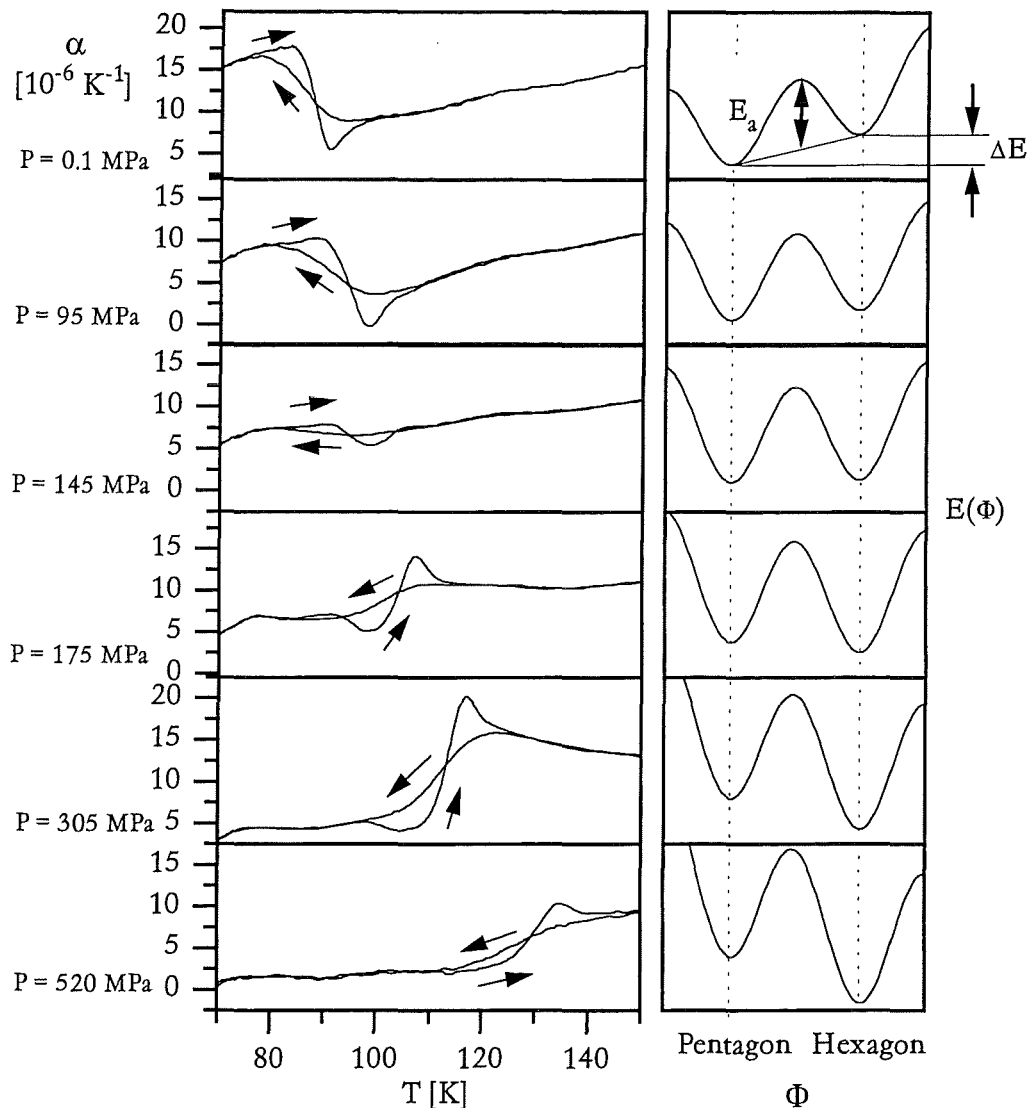 α
[10⁻⁶ K⁻¹]
20
15
10
5
P = 0.1 MPa
Eₐ
ΔE
15
10
5
0
P = 95 MPa
15
10
5
0
P = 145 MPa
E(Φ)
15
10
5
0
P = 175 MPa
20
15
10
5
P = 305 MPa
15
10
5
0
P = 520 MPa
80 100 120 140
T [K]
Pentagon Hexagon
Φ